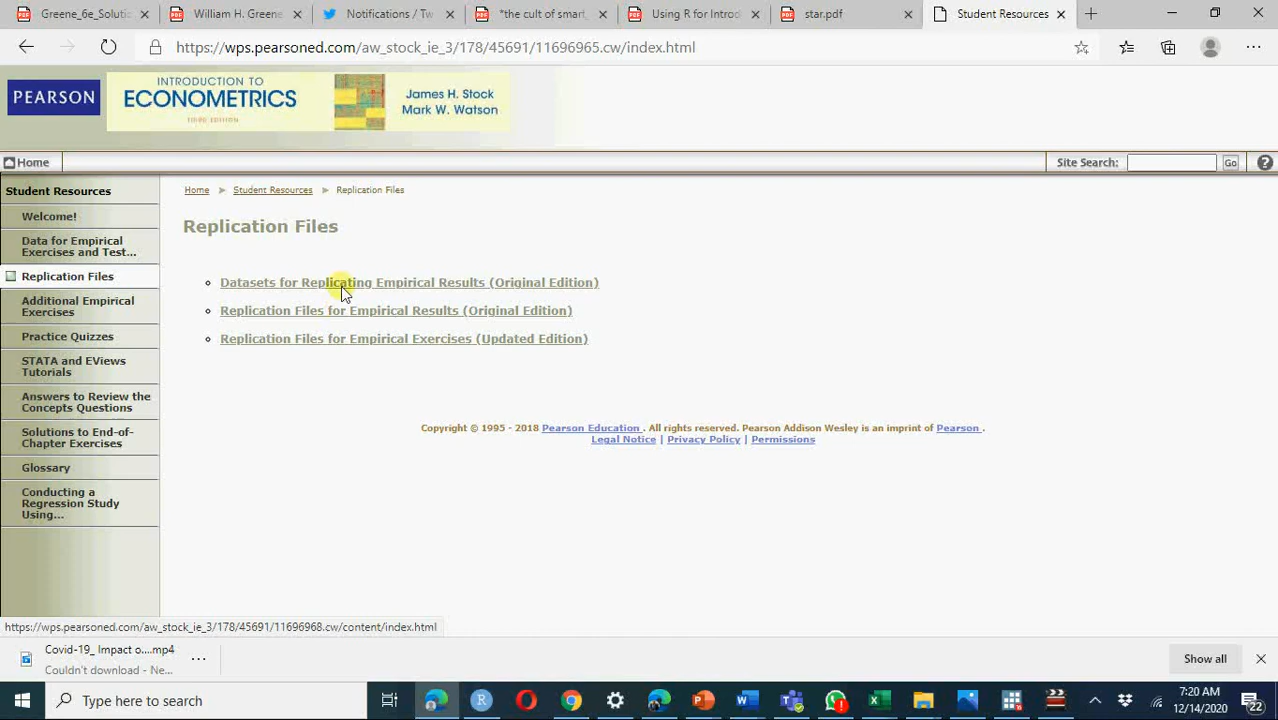 Greene_6e_Soluti
William H. Greene
Notifications / Tw
"the cult of smart_
Using R for Introd
star.pdf
Student Resources
https://wps.pearsoned.com/aw_stock_ie_3/178/45691/11696965.cw/index.html
PEARSON
INTRODUCTION TO
ECONOMETRICS
THIRD EDITION
James H. Stock
Mark W. Watson
Home
Site Search:
Go
?
Student Resources
Welcome!
Data for Empirical
Exercises and Test...
Replication Files
Additional Empirical
Exercises
Practice Quizzes
STATA and EViews
Tutorials
Answers to Review the
Concepts Questions
Solutions to End-of-
Chapter Exercises
Glossary
Conducting a
Regression Study
Using...
Home Student Resources Replication Files
Replication Files
Datasets for Replicating Empirical Results (Original Edition)
Replication Files for Empirical Results (Original Edition)
Replication Files for Empirical Exercises (Updated Edition)
Copyright © 1995 - 2018 Pearson Education . All rights reserved. Pearson Addison Wesley is an imprint of Pearson .
Legal Notice | Privacy Policy | Permissions
https://wps.pearsoned.com/aw_stock_ie_3/178/45691/11696968.cw/content/index.html
Covid-19_ Impact o....mp4
Couldn't download - Ne...
Show all
Type here to search
7:20 AM
12/14/2020
22